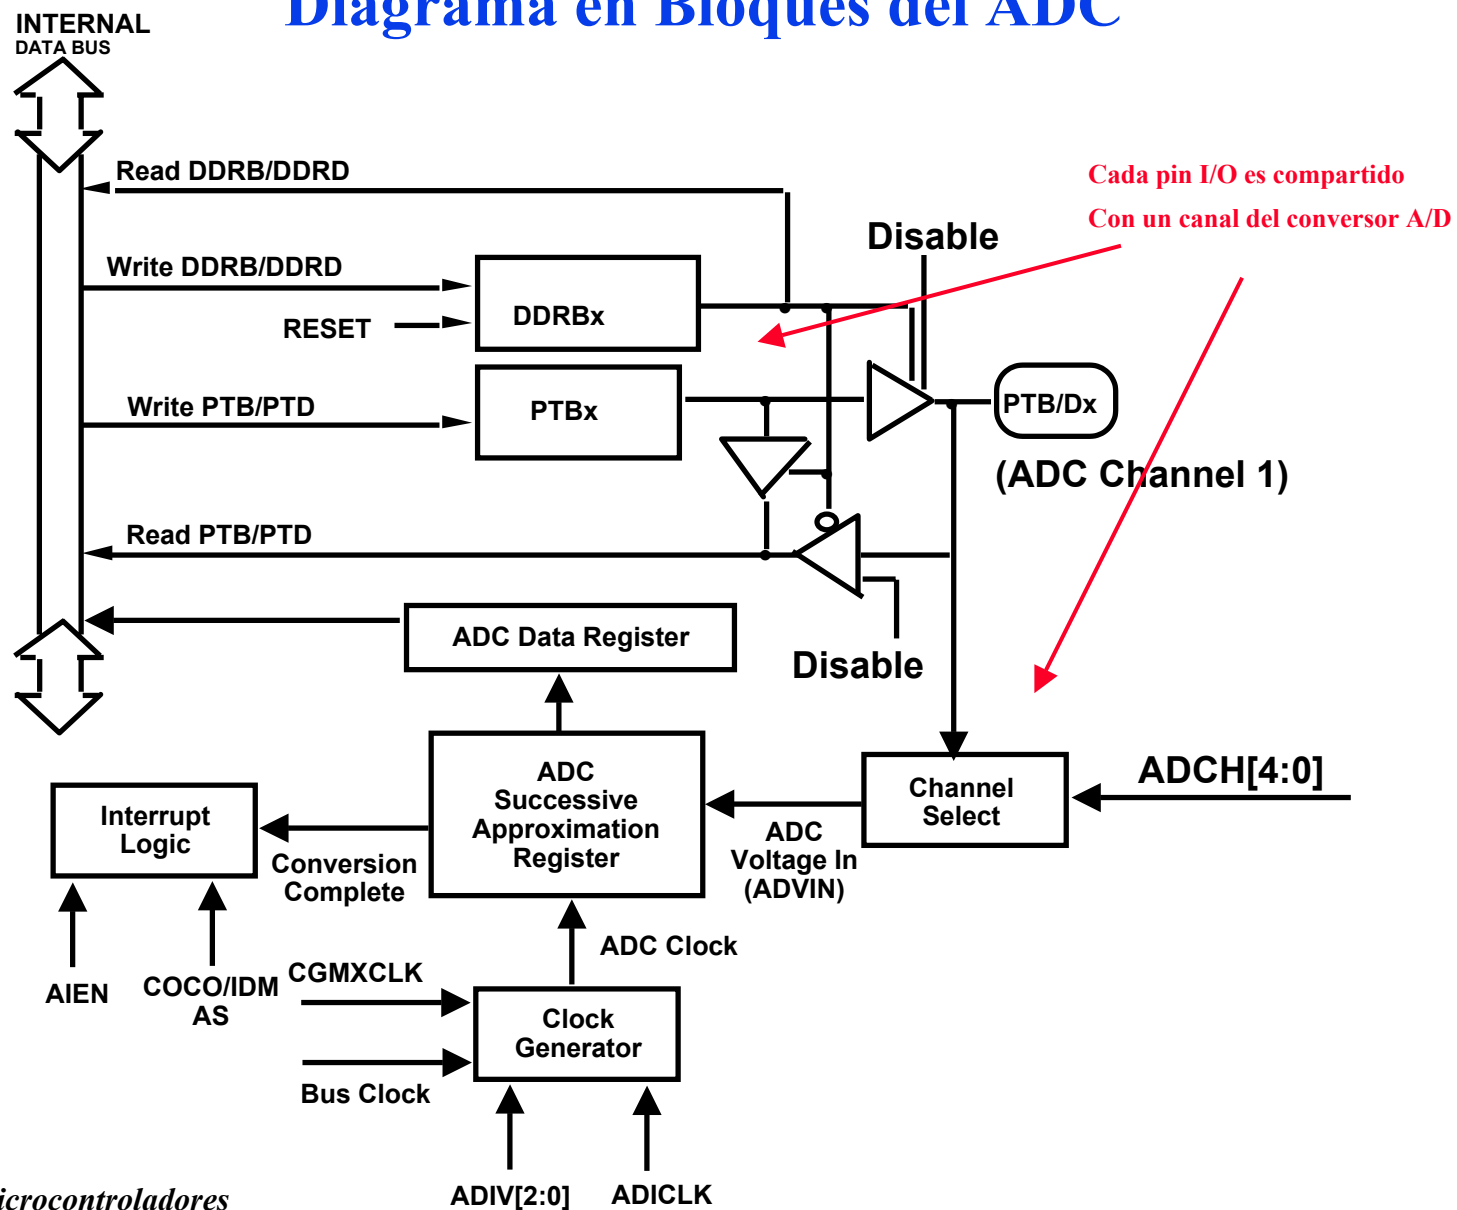 Diagrama en Bloques del ADC
INTERNAL
DATA BUS
Read DDRB/DDRD
Cada pin I/O es compartido
Con un canal del conversor A/D
Disable
Write DDRB/DDRD
DDRBx
RESET
Write PTB/PTD
PTBx
PTB/Dx
(ADC Channel 1)
Read PTB/PTD
ADC Data Register
Disable
ADC
Successive
Approximation
Register
Channel
Select
ADCH[4:0]
Interrupt
Logic
ADC
Voltage In
(ADVIN)
Conversion
Complete
ADC Clock
AIEN
COCO/IDM
AS
CGMXCLK
Clock
Generator
Bus Clock
ADIV[2:0]
ADICLK
icrocontroladores